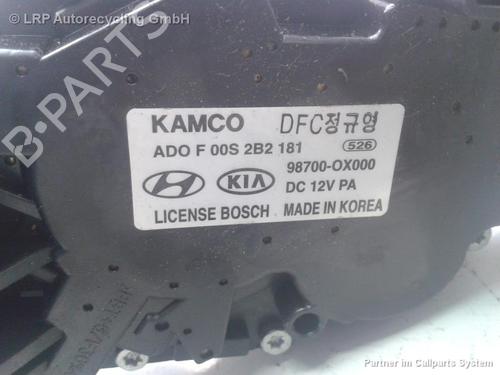 © LRP Autorecycling GmbH
B-PARTS
KAMCO DFC정규형
ADO F 00S 2B2 181 526
98700-OX000
KIA DC 12V PA
LICENSE BOSCH MADE IN KOREA
Partner im Callparts System